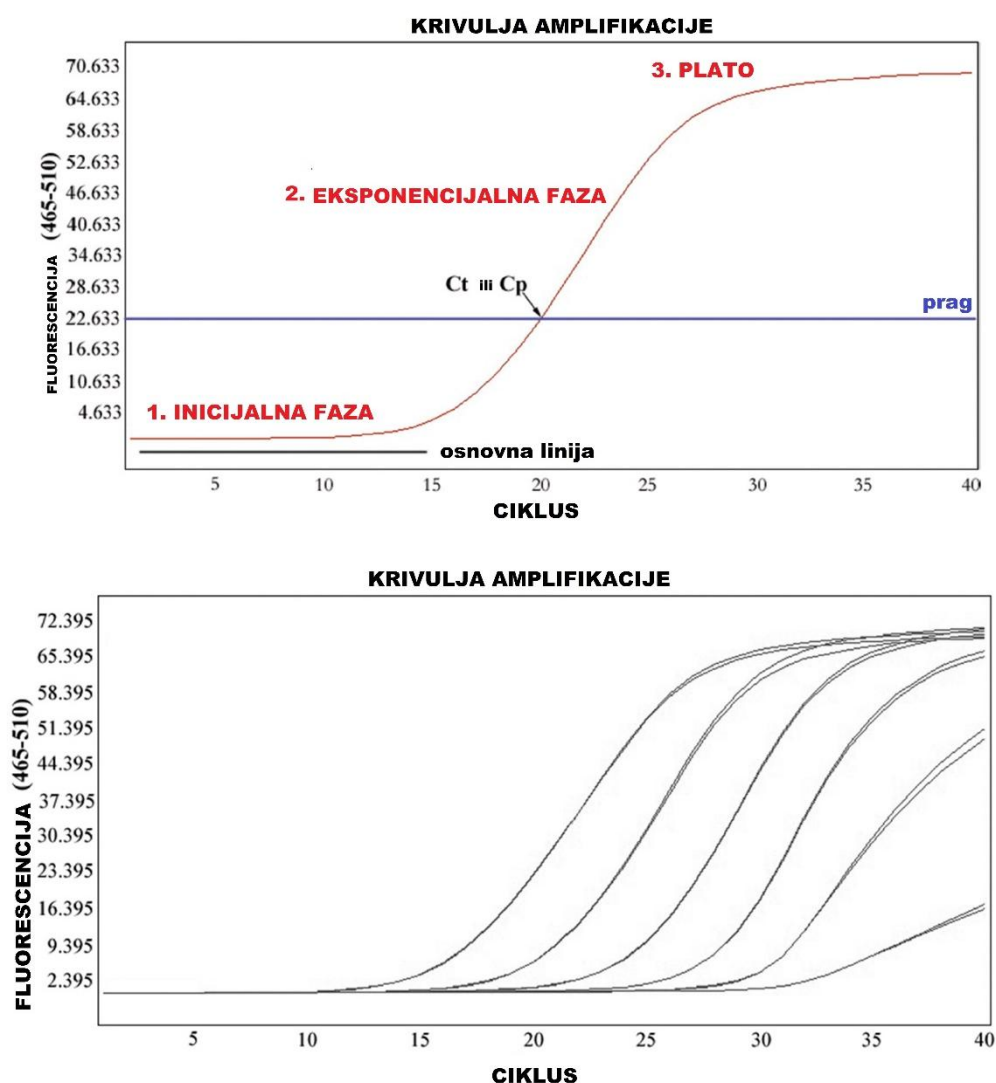 KRIVULJA AMPLIFIKACIJE
70.633
64.633
58.633
52.633
46.633
40.633
34.633
28.633
22.633
16.633
10.633
4.633
FLUORESCENCIJA (465-510)
3. PLATO
2. EKSPONENCIJALNA FAZA
Ct ili Cp
prag
1. INICIJALNA FAZA
osnovna linija
5 10 15 20 25 30 35 40
CIKLUS
KRIVULJA AMPLIFIKACIJE
72.395
65.395
58.395
51.395
44.395
37.395
30.395
23.395
16.395
9.395
2.395
FLUORESCENCIJA (465-510)
5 10 15 20 25 30 35 40
CIKLUS